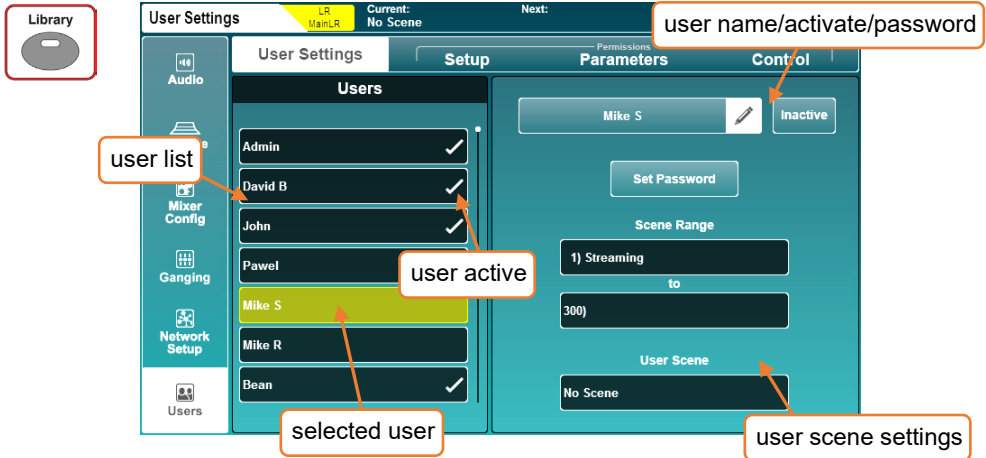 Library
User Settings
LR
MainLR
Current:
No Scene
Next:
user name/activate/password
User Settings
Permissions
Setup
Parameters
Control
Audio
Mixer
Config
Ganging
Network
Setup
Users
Users
Admin
David B
John
Pawel
Mike S
Mike R
Bean
user list
user active
selected user
Mike S
Inactive
Set Password
Scene Range
1) Streaming
to
300)
User Scene
No Scene
user scene settings